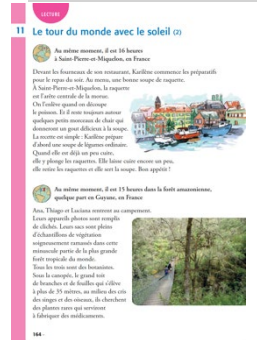 LECTURE
11 Le tour du monde avec le soleil (2)
Au même moment, il est 16 heures
à Saint-Pierre-et-Miquelon, en France
Devant les fourneaux de son restaurant, Karlène commence les préparatifs
pour le repas du soir. Au menu, une bonne soupe de raquette.
À Saint-Pierre-et-Miquelon, la raquette
est l'arête centrale de la morue.
On l'enlève quand on découpe
le poisson. Et il reste toujours autour
quelques petits morceaux de chair qui
donneront un goût délicieux à la soupe.
La recette est simple : Karlène prépare
d'abord une soupe de légumes ordinaire.
Quand elle est déjà un peu cuite,
elle y plonge les raquettes. Elle laisse cuire encore un peu,
elle retire les raquettes et elle sert la soupe. Bon appétit !
Au même moment, il est 15 heures dans la forêt amazonienne,
quelque part en Guyane, en France
Ana, Thiago et Luciana rentrent au campement.
Leurs appareils photos sont remplis
de clichés. Leurs sacs sont pleins
d'échantillons de végétation
soigneusement ramassés dans cette
minuscule partie de la plus grande
forêt tropicale du monde.
Tous les trois sont des botanistes.
Sous la canopée, le grand toit
de branches et de feuilles qui s'élève
à plus de 35 mètres, au milieu des cris
des singes et des oiseaux, ils cherchent
des plantes rares qui serviront
à fabriquer des médicaments.
164